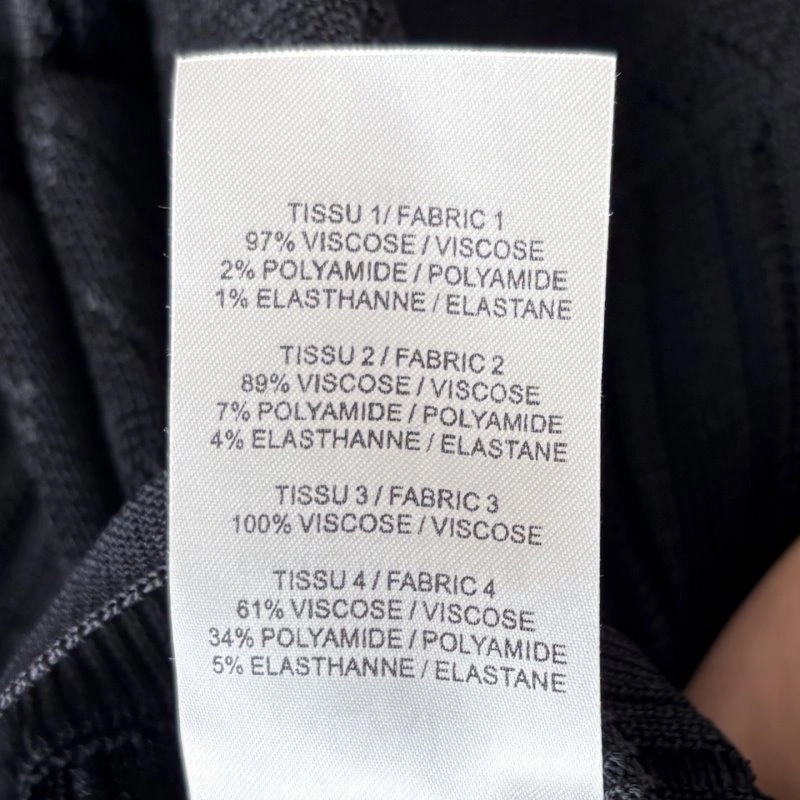 TISSU 1/ FABRIC 1
97% VISCOSE / VISCOSE
2% POLYAMIDE / POLYAMIDE
1% ELASTHANNE / ELASTANE
TISSU 2 / FABRIC 2
89% VISCOSE / VISCOSE
7% POLYAMIDE / POLYAMIDE
4% ELASTHANNE / ELASTANE
TISSU 3 / FABRIC 3
100% VISCOSE / VISCOSE
TISSU 4 / FABRIC 4
61% VISCOSE / VISCOSE
34% POLYAMIDE / POLYAMIDE
5% ELASTHANNE / ELASTANE